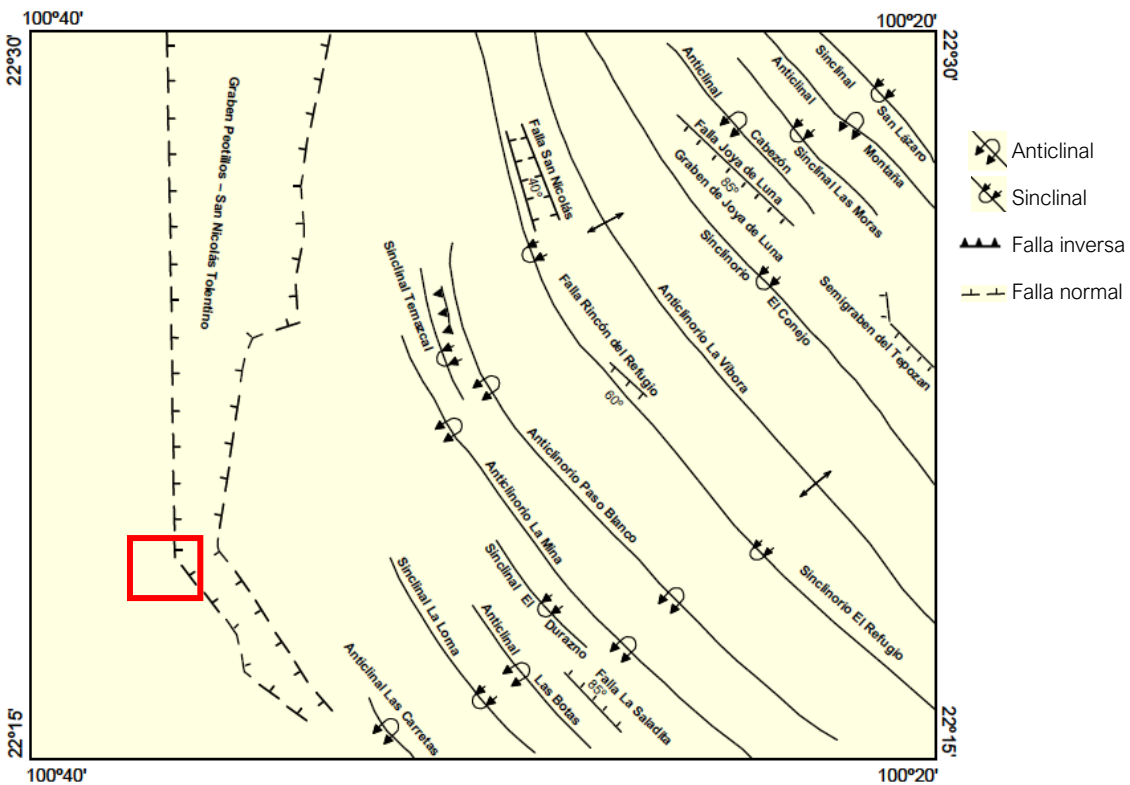 100°40'
100°20'
22°30'
22°30'
Graben Peotillos – San Nicolás Tolentino
Falla San Nicolás
40°
Anticlinal Cabezón
Anticlinal Montaña
Sinclinal San Lázaro
Sinclinal Las Moras
Falla Joya de Luna
85°
Graben de Joya de Luna
Sinclinorio El Conejo
Semigraben del Tepozan
Anticlinorio La Víbora
Falla Rincón del Refugio
60°
Sinclinal Temazcal
Anticlinorio Paso Blanco
Anticlinorio La Mina
Sinclinorio El Refugio
Sinclinal El Durazno
Sinclinal La Loma
Anticlinal Las Botas
Falla La Saladita
85°
Anticlinal Las Carretas
22°15'
22°15'
100°40'
100°20'
Anticlinal
Sinclinal
Falla inversa
Falla normal